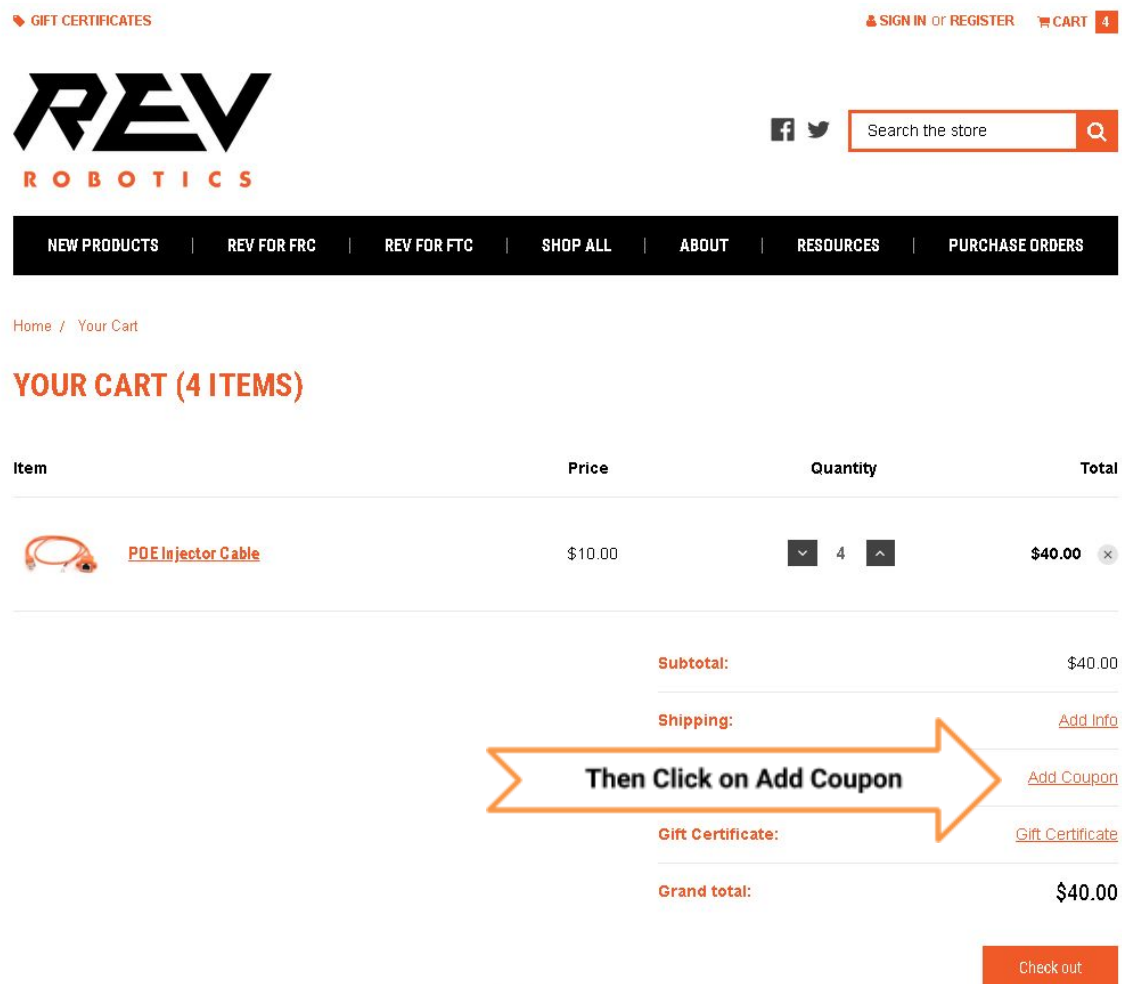 GIFT CERTIFICATES
SIGN IN or REGISTER CART 4
REV
ROBOTICS
Search the store
NEW PRODUCTS | REV FOR FRC | REV FOR FTC | SHOP ALL | ABOUT | RESOURCES | PURCHASE ORDERS
Home / Your Cart
YOUR CART (4 ITEMS)
Item Price Quantity Total
POE Injector Cable $10.00 4 $40.00
Subtotal: $40.00
Shipping: Add Info
Then Click on Add Coupon Add Coupon
Gift Certificate: Gift Certificate
Grand total: $40.00
Check out